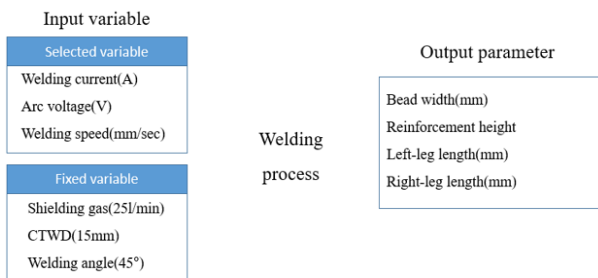 Input variable
Selected variable
Welding current(A)
Arc voltage(V)
Welding speed(mm/sec)
Fixed variable
Shielding gas(25l/min)
CTWD(15mm)
Welding angle(45°)
Welding
process
Output parameter
Bead width(mm)
Reinforcement height
Left-leg length(mm)
Right-leg length(mm)